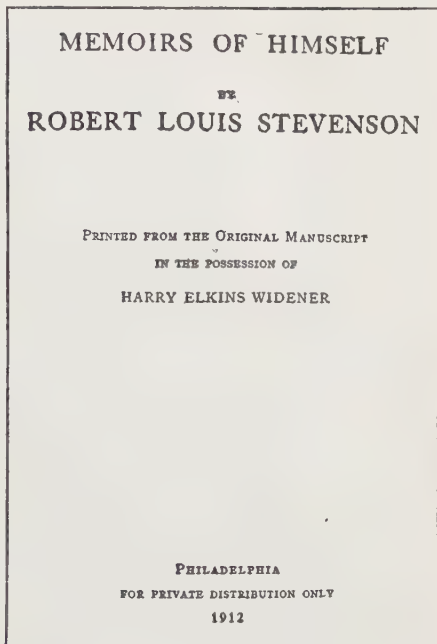 MEMOIRS OF HIMSELF
BY
ROBERT LOUIS STEVENSON
PRINTED FROM THE ORIGINAL MANUSCRIPT
IN THE POSSESSION OF
HARRY ELKINS WIDENER
PHILADELPHIA
FOR PRIVATE DISTRIBUTION ONLY
1912